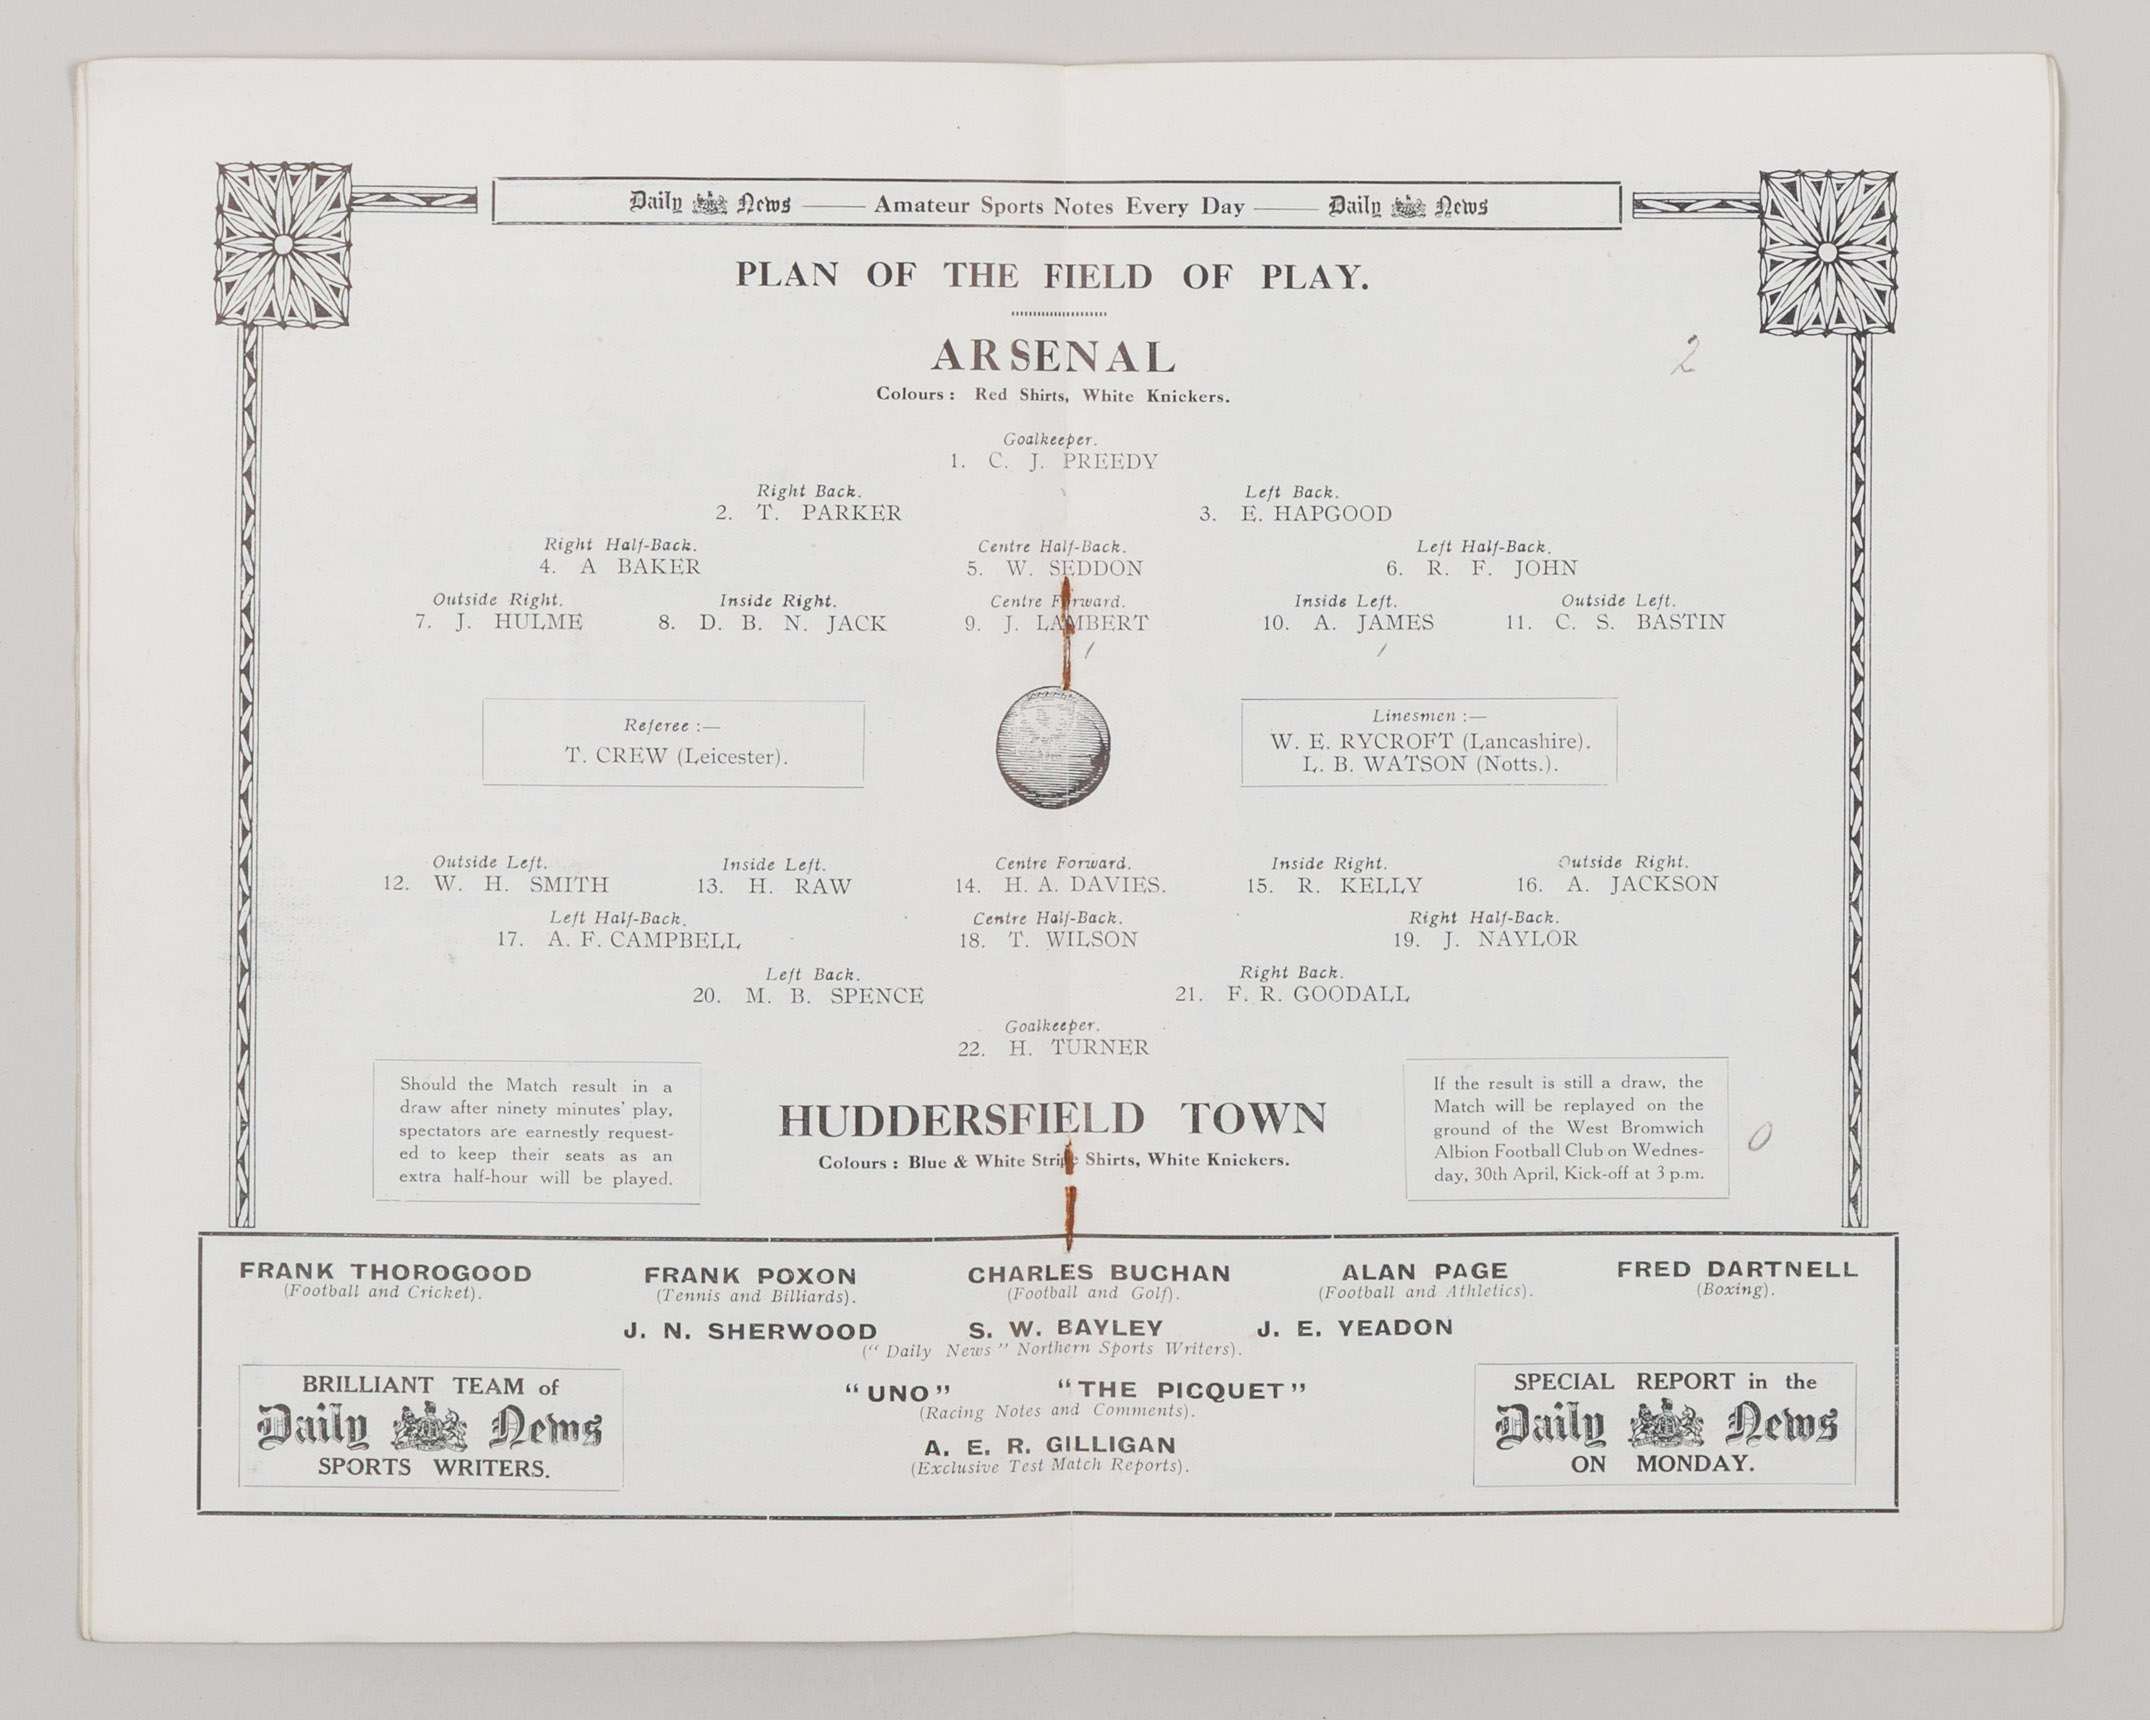 Daily News —— Amateur Sports Notes Every Day —— Daily News
PLAN OF THE FIELD OF PLAY.
ARSENAL
2
Colours : Red Shirts, White Knickers.
Goalkeeper.
1. C. J. PREEDY
Right Back. Left Back.
2. T. PARKER 3. E. HAPGOOD
Right Half-Back. Centre Half-Back. Left Half-Back.
4. A BAKER 5. W. SEDDON 6. R. F. JOHN
Outside Right. Inside Right. Centre Forward. Inside Left. Outside Left.
7. J. HULME 8. D. B. N. JACK 9. J. LAMBERT 10. A. JAMES 11. C. S. BASTIN
/ /
Referee :—
T. CREW (Leicester).
Linesmen :—
W. E. RYCROFT (Lancashire).
L. B. WATSON (Notts.).
Outside Left. Inside Left. Centre Forward. Inside Right. Outside Right.
12. W. H. SMITH 13. H. RAW 14. H. A. DAVIES. 15. R. KELLY 16. A. JACKSON
Left Half-Back. Centre Half-Back. Right Half-Back.
17. A. F. CAMPBELL 18. T. WILSON 19. J. NAYLOR
Left Back. Right Back.
20. M. B. SPENCE 21. F. R. GOODALL
Goalkeeper.
22. H. TURNER
Should the Match result in a
draw after ninety minutes' play,
spectators are earnestly request-
ed to keep their seats as an
extra half-hour will be played.
HUDDERSFIELD TOWN
Colours : Blue & White Stripe Shirts, White Knickers.
If the result is still a draw, the
Match will be replayed on the
ground of the West Bromwich
Albion Football Club on Wednes-
day, 30th April, Kick-off at 3 p.m.
0
FRANK THOROGOOD FRANK POXON CHARLES BUCHAN ALAN PAGE FRED DARTNELL
(Football and Cricket). (Tennis and Billiards). (Football and Golf). (Football and Athletics). (Boxing).
J. N. SHERWOOD S. W. BAYLEY J. E. YEADON
(" Daily News " Northern Sports Writers).
BRILLIANT TEAM of
Daily News
SPORTS WRITERS.
"UNO" "THE PICQUET"
(Racing Notes and Comments).
A. E. R. GILLIGAN
(Exclusive Test Match Reports).
SPECIAL REPORT in the
Daily News
ON MONDAY.